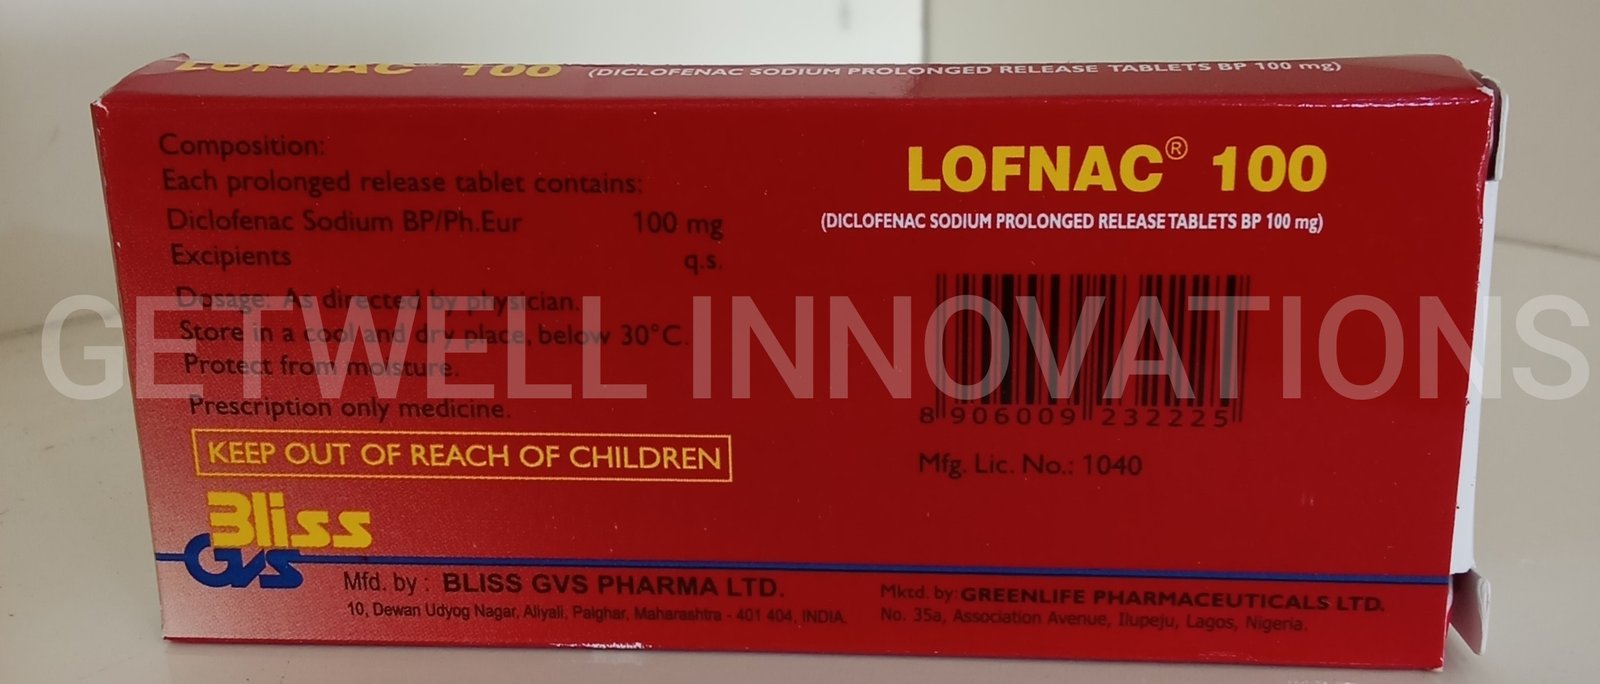 LOFNAC 100 (DICLOFENAC SODIUM PROLONGED RELEASE TABLETS BP 100 mg)
Composition:
Each prolonged release tablet contains:
Diclofenac Sodium BP/Ph.Eur 100 mg
Excipients q.s.
Dosage: As directed by physician.
Store in a cool and dry place, below 30°C.
Protect from moisture.
Prescription only medicine.
KEEP OUT OF REACH OF CHILDREN
Bliss
GVS
Mfd. by : BLISS GVS PHARMA LTD.
10, Dewan Udyog Nagar, Aliyali, Palghar, Maharashtra - 401 404, INDIA.
LOFNAC® 100
(DICLOFENAC SODIUM PROLONGED RELEASE TABLETS BP 100 mg)
8 906009 232225
Mfg. Lic. No.: 1040
Mktd. by: GREENLIFE PHARMACEUTICALS LTD.
No. 35a, Association Avenue, Ilupeju, Lagos, Nigeria.
GETWELL INNOVATIONS